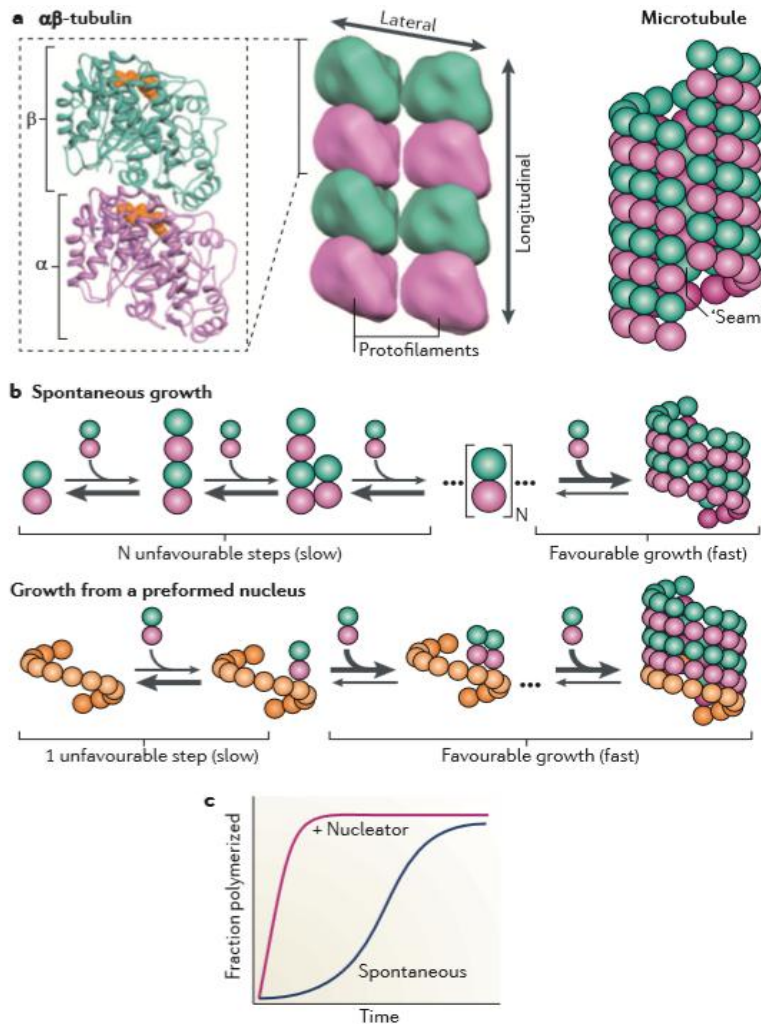 a αβ-tubulin
Lateral
Microtubule
β
α
Longitudinal
Protofilaments
'Seam
b Spontaneous growth
N
N unfavourable steps (slow)
Favourable growth (fast)
Growth from a preformed nucleus
1 unfavourable step (slow)
Favourable growth (fast)
c
+ Nucleator
Spontaneous
Fraction polymerized
Time